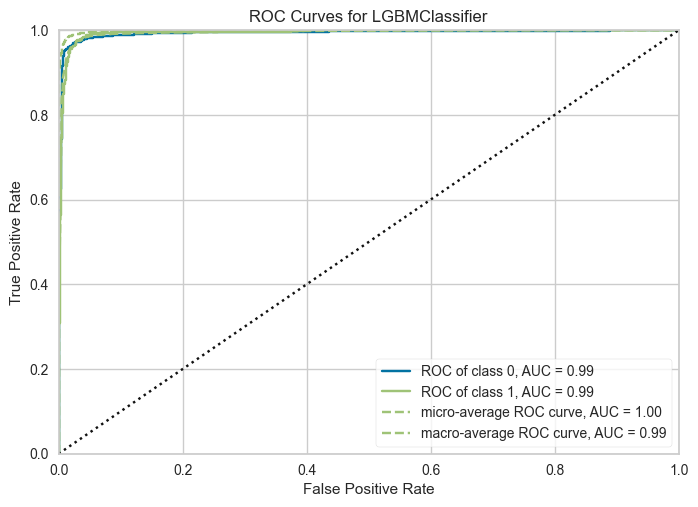 ROC Curves for LGBMClassifier
1.0
0.8
0.6
0.4
0.2
0.0
True Positive Rate
ROC of class 0, AUC = 0.99
ROC of class 1, AUC = 0.99
micro-average ROC curve, AUC = 1.00
macro-average ROC curve, AUC = 0.99
0.0 0.2 0.4 0.6 0.8 1.0
False Positive Rate